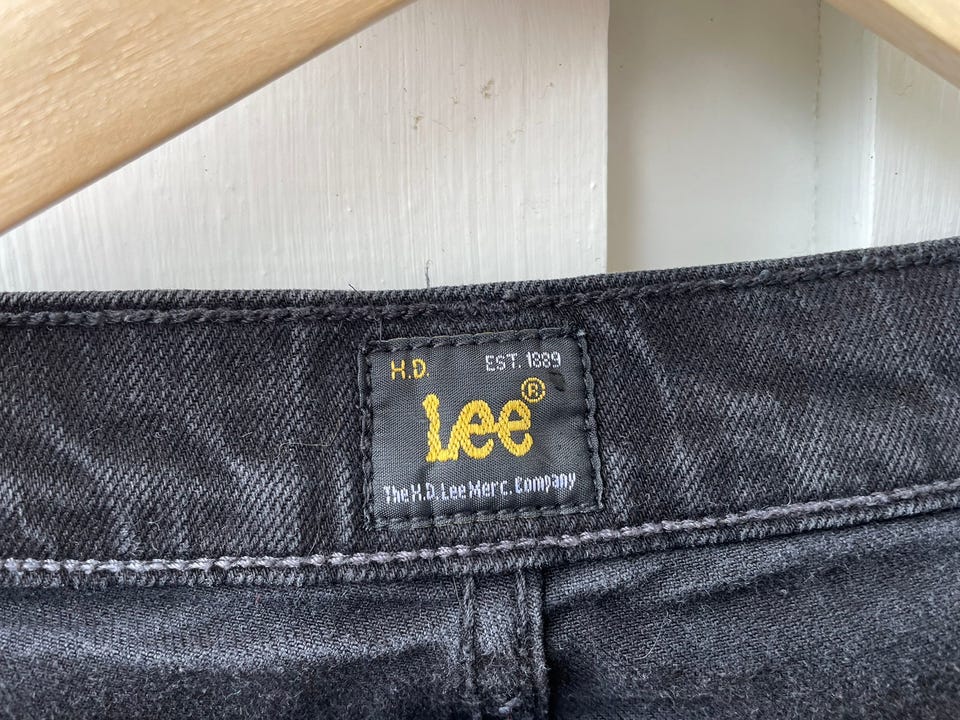 H.D. EST. 1889
Lee®
The H.D. Lee Merc. Company